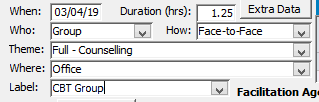 When: 03/04/19 Duration (hrs): 1.25 Extra Data
Who: Group How: Face-to-Face
Theme: Full - Counselling
Where: Office
Label: CBT Group
Facilitation Ag